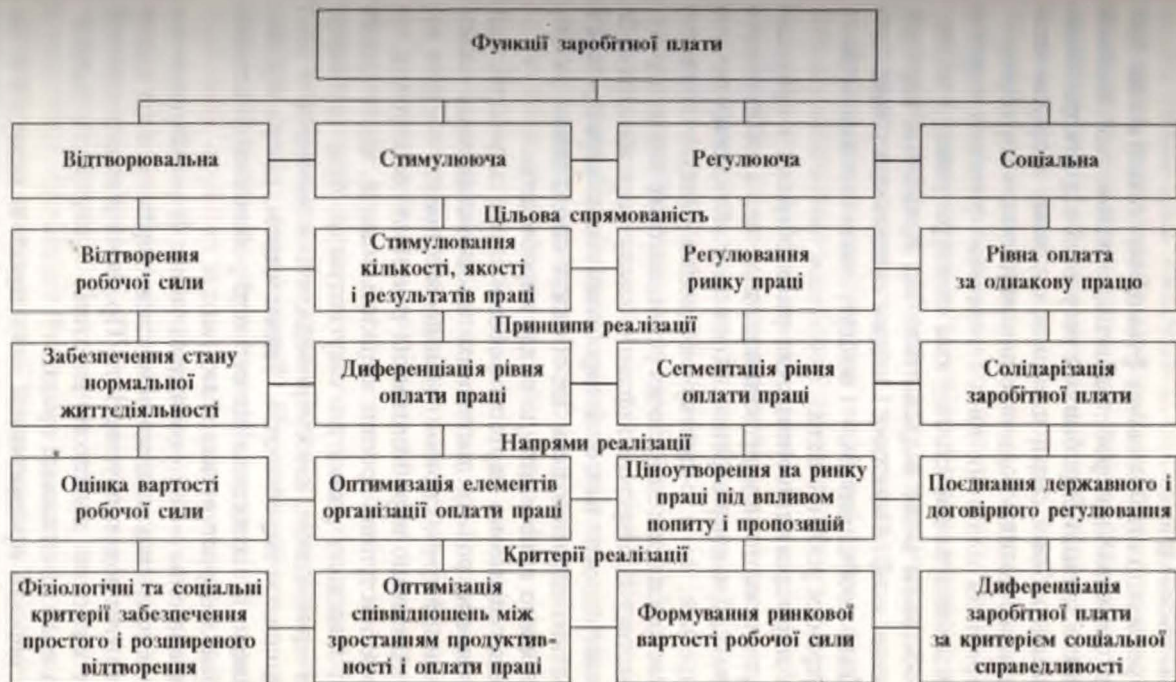 Функції заробітної плати
Відтворювальна
Стимулююча
Регулююча
Соціальна
Цільова спрямованість
Відтворення
робочої сили
Стимулювання
кількості, якості
і результатів праці
Регулювання
ринку праці
Рівна оплата
за однакову працю
Принципи реалізації
Забезпечення стану
нормальної
життєдіяльності
Диференціація рівня
оплати праці
Сегментація рівня
оплати праці
Солідаризація
заробітної плати
Напрями реалізації
Оцінка вартості
робочої сили
Оптимизація елементів
організації оплати праці
Ціноутворення на ринку
праці під впливом
попиту і пропозицій
Поєднання державного і
договірного регулювання
Критерії реалізації
Фізіологічні та соціальні
критерії забезпечення
простого і розширеного
відтворення
Оптимізація
співвідношень між
зростанням продуктив-
ності і оплати праці
Формування ринкової
вартості робочої сили
Диференціація
заробітної плати
за критерієм соціальної
справедливості